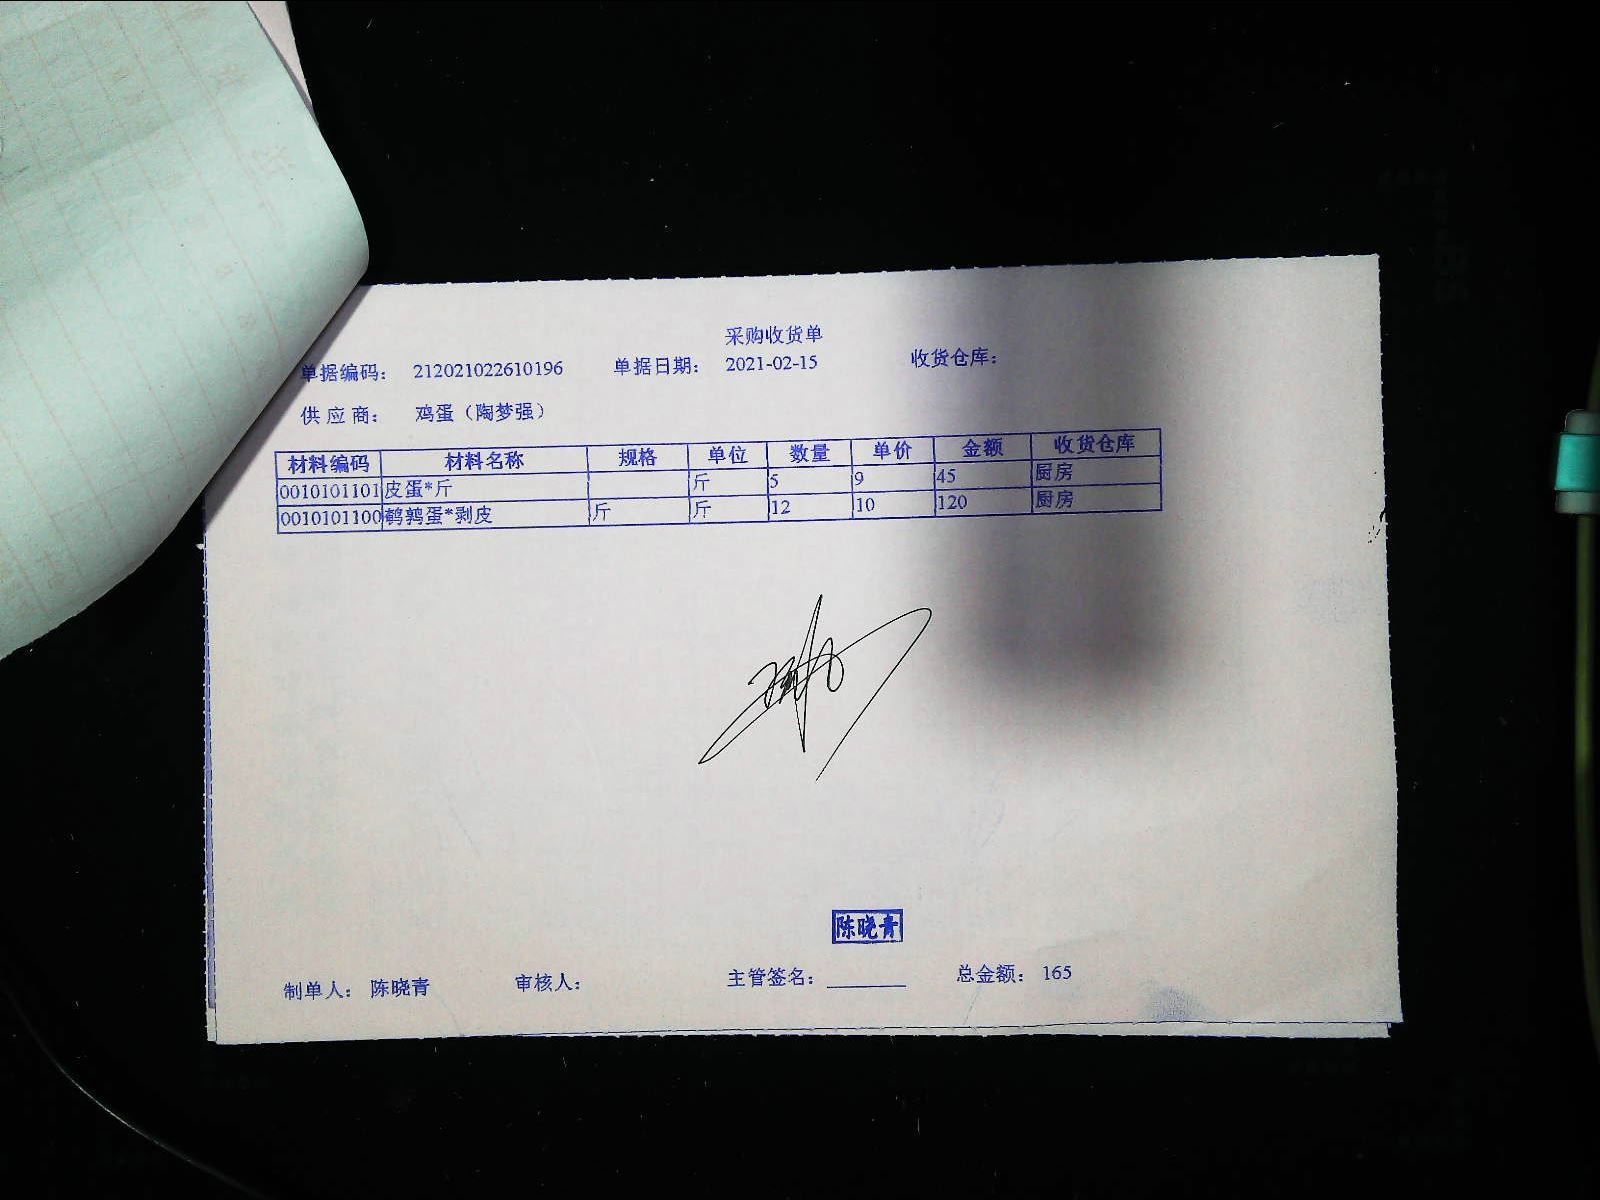 采购收货单
单据编码： 212021022610196 单据日期： 2021-02-15 收货仓库：
供应商： 鸡蛋（陶梦强）
材料编码 材料名称 规格 单位 数量 单价 金额 收货仓库
0010101101 皮蛋*斤 斤 5 9 45 厨房
0010101100 鹌鹑蛋*剥皮 斤 斤 12 10 120 厨房
陈晓青
制单人： 陈晓青 审核人： 主管签名： 总金额： 165